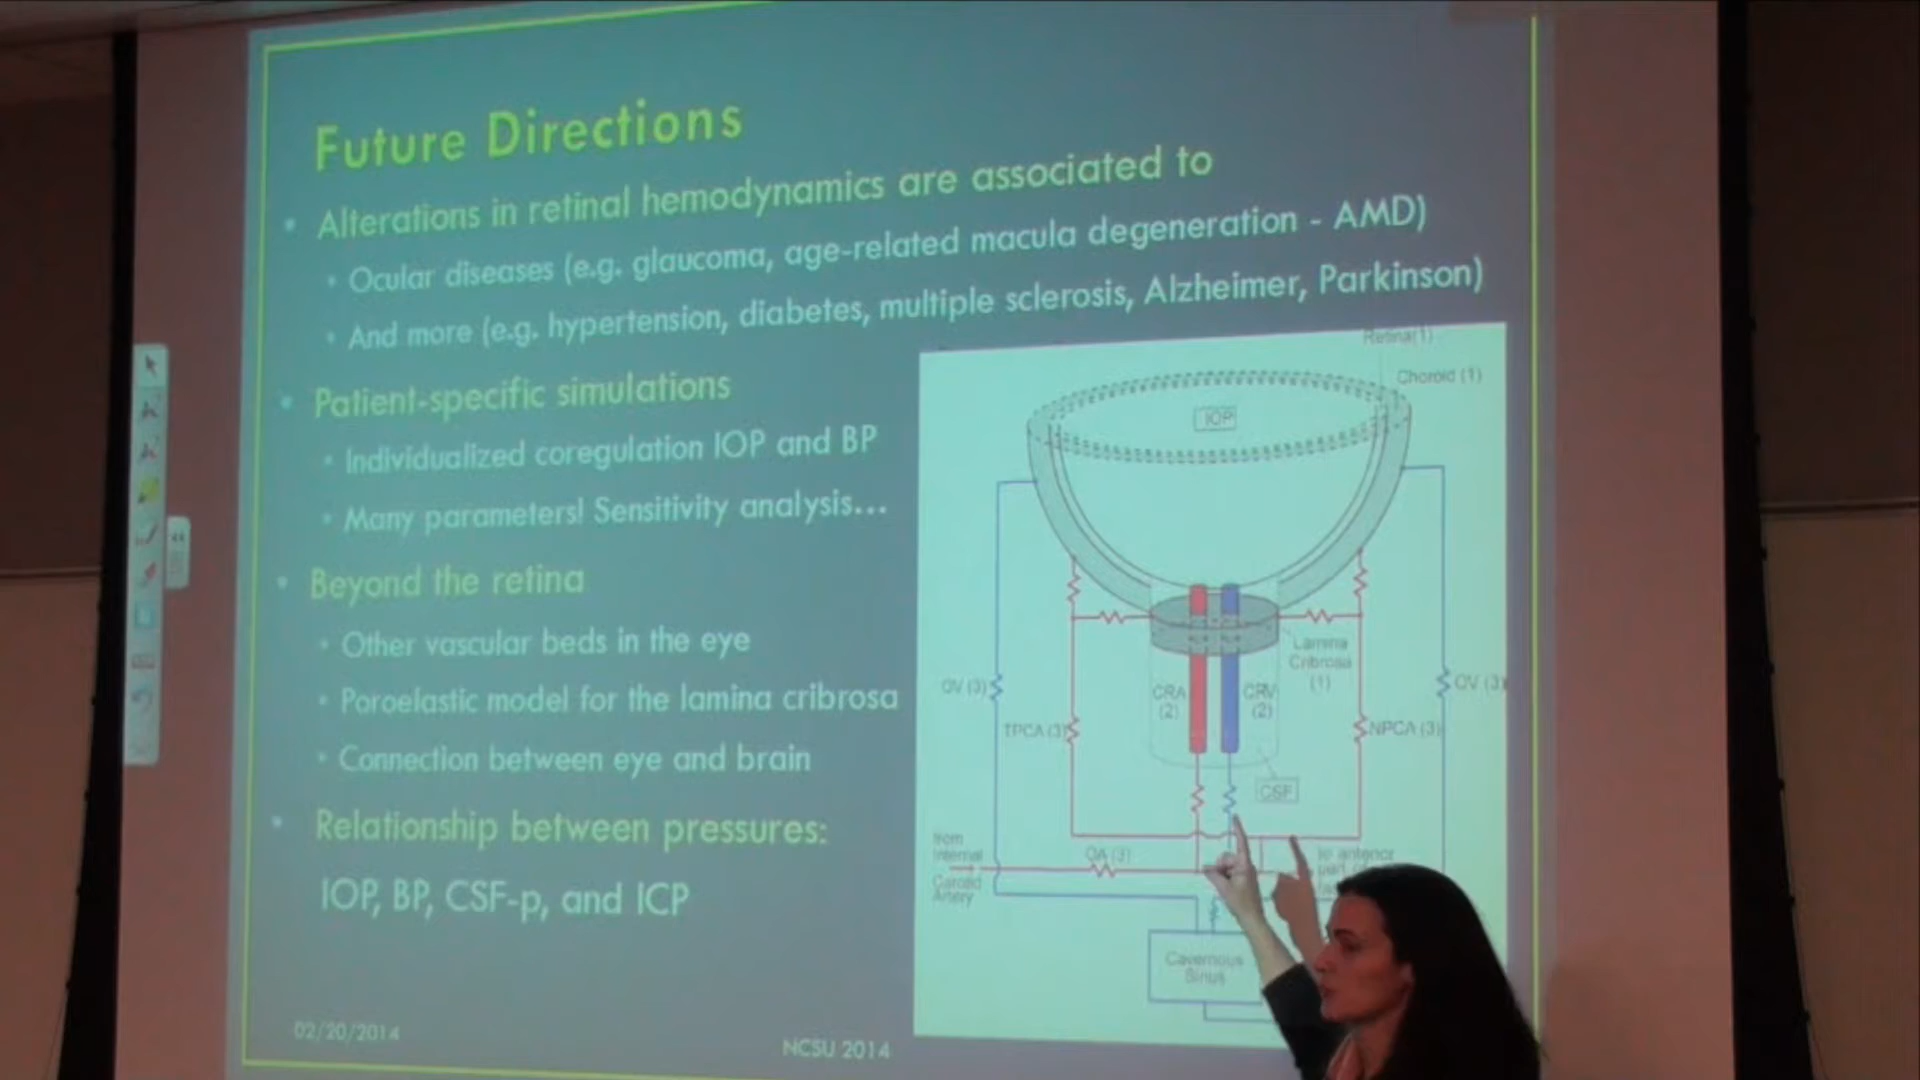 Future Directions
• Alterations in retinal hemodynamics are associated to
• Ocular diseases (e.g. glaucoma, age-related macula degeneration - AMD)
• And more (e.g. hypertension, diabetes, multiple sclerosis, Alzheimer, Parkinson)
• Patient-specific simulations
• Individualized coregulation IOP and BP
• Many parameters! Sensitivity analysis...
• Beyond the retina
• Other vascular beds in the eye
• Poroelastic model for the lamina cribrosa
• Connection between eye and brain
• Relationship between pressures:
IOP, BP, CSF-p, and ICP
02/20/2014
NCSU 2014
Retina(1)
Choroid (1)
IOP
Lamina
Cribrosa
(1)
OV (3)
CRA
(2)
CRV
(2)
OV (3)
TPCA (3)
NPCA (3)
CSF
from
Internal
Carotid
Artery
OA (3)
to anterior
Cavernous
Sinus